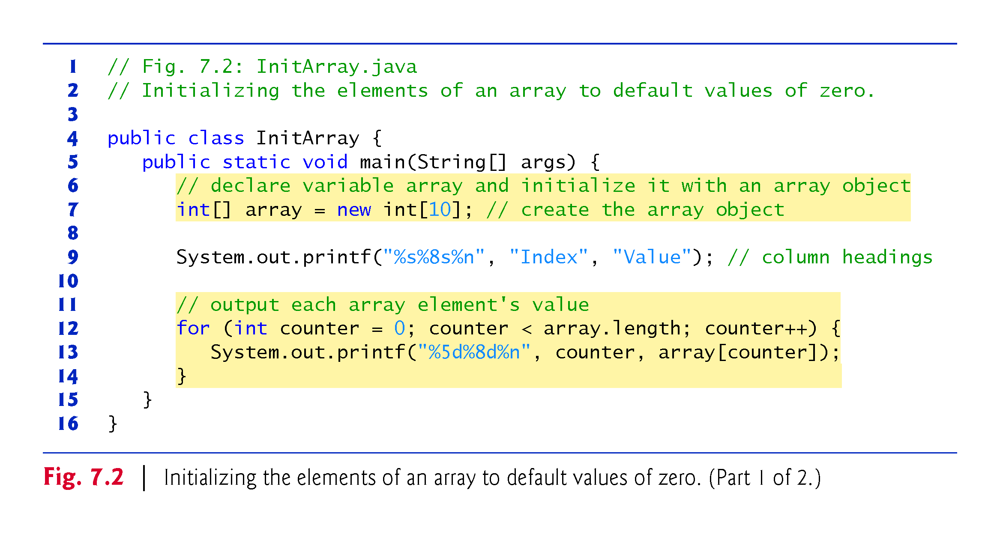 1 // Fig. 7.2: InitArray.java
2 // Initializing the elements of an array to default values of zero.
3
4 public class InitArray {
5    public static void main(String[] args) {
6       // declare variable array and initialize it with an array object
7       int[] array = new int[10]; // create the array object
8
9       System.out.printf("%s%8s%n", "Index", "Value"); // column headings
10
11       // output each array element's value
12       for (int counter = 0; counter < array.length; counter++) {
13          System.out.printf("%5d%8d%n", counter, array[counter]);
14       }
15    }
16 }
Fig. 7.2 | Initializing the elements of an array to default values of zero. (Part 1 of 2.)